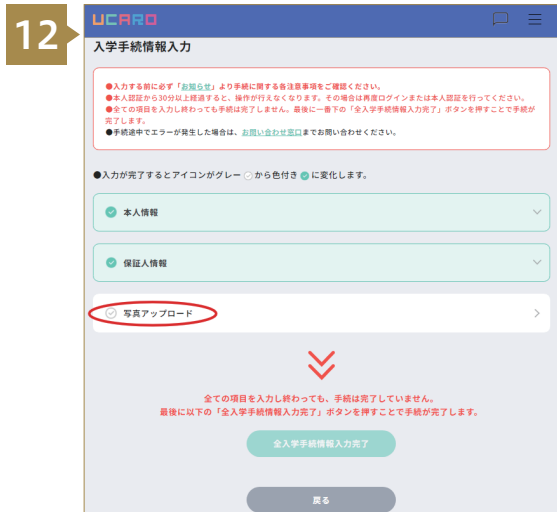 12
UCARO
入学手続情報入力
●入力する前に必ず「お知らせ」より手続に関する各注意事項をご確認ください。
●本人認証から30分以上経過すると、操作が行えなくなります。その場合は再度ログインまたは本人認証を行ってください。
●全ての項目を入力し終わっても手続は完了しません。最後に一番下の「全入学手続情報入力完了」ボタンを押すことで手続が
完了します。
●手続途中でエラーが発生した場合は、お問い合わせ窓口までお問い合わせください。
●入力が完了するとアイコンがグレー から色付き に変化します。
本人情報
保証人情報
写真アップロード
全ての項目を入力し終わっても、手続は完了していません。
最後に以下の「全入学手続情報入力完了」ボタンを押すことで手続が完了します。
全入学手続情報入力完了
戻る